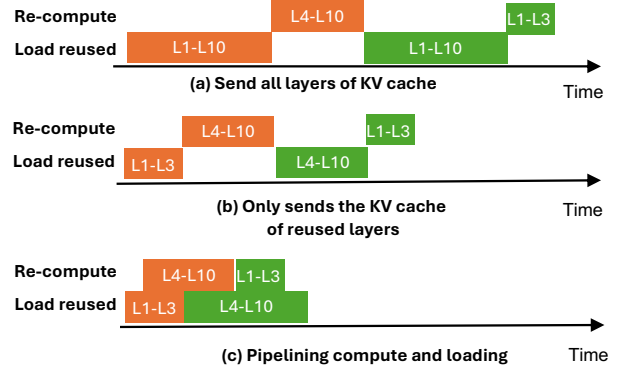 Re-compute L4-L10 L1-L3
Load reused L1-L10 L1-L10
(a) Send all layers of KV cache
Time
Re-compute L4-L10 L1-L3
Load reused L1-L3 L4-L10
(b) Only sends the KV cache
of reused layers
Time
Re-compute L4-L10 L1-L3
Load reused L1-L3 L4-L10
(c) Pipelining compute and loading
Time